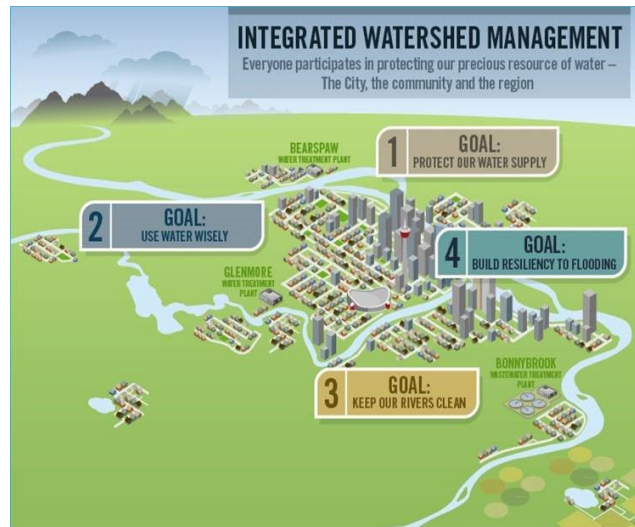 INTEGRATED WATERSHED MANAGEMENT
Everyone participates in protecting our precious resource of water –
The City, the community and the region
BEARSPAW
WATER TREATMENT PLANT
1
GOAL:
PROTECT OUR WATER SUPPLY
2
GOAL:
USE WATER WISELY
4
GOAL:
BUILD RESILIENCY TO FLOODING
GLENMORE
WATER TREATMENT
PLANT
BONNYBROOK
WASTEWATER TREATMENT
PLANT
3
GOAL:
KEEP OUR RIVERS CLEAN